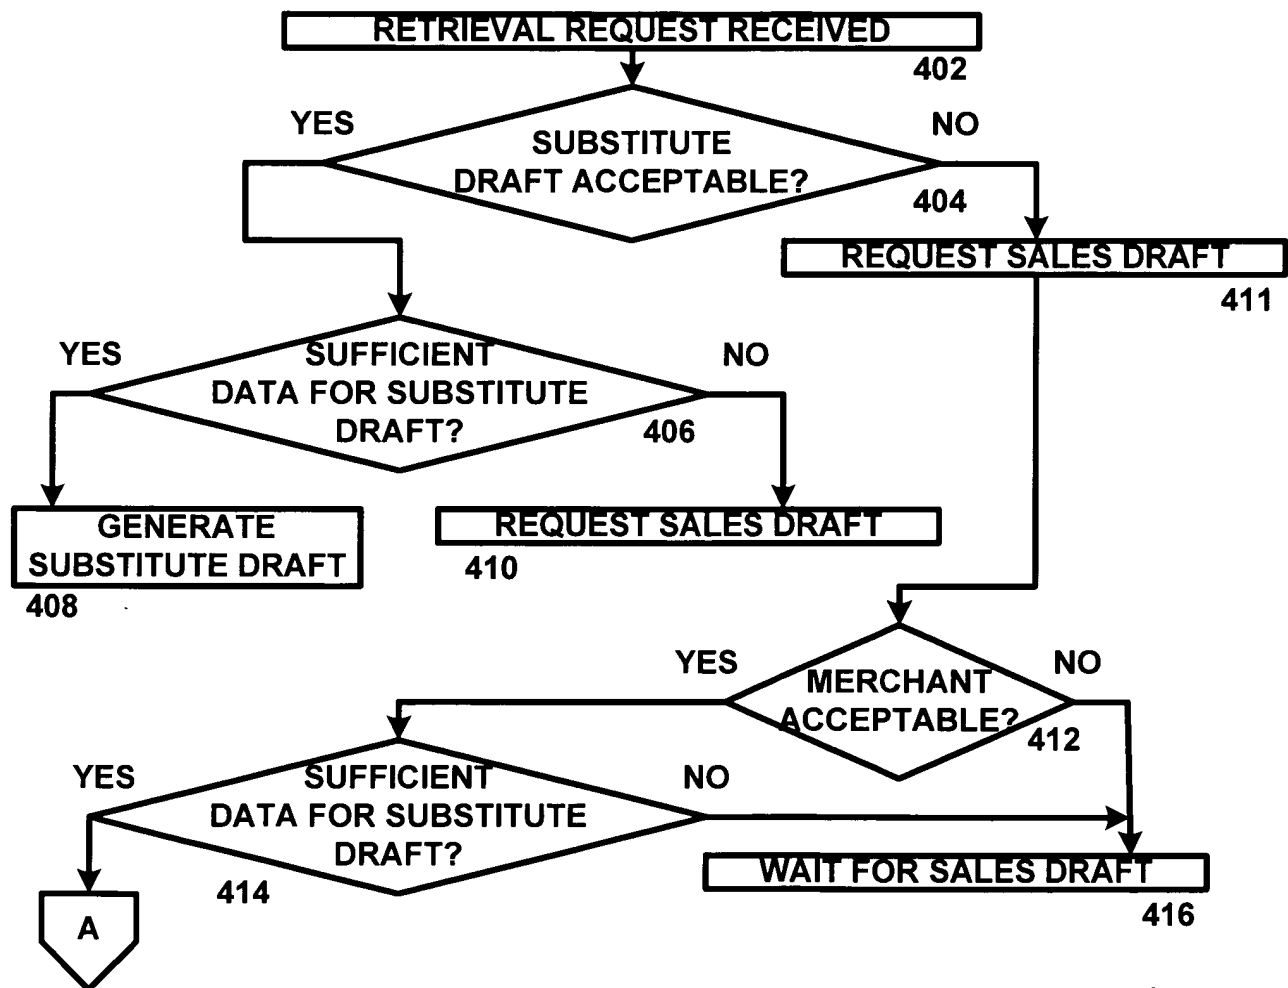 RETRIEVAL REQUEST RECEIVED
402
YES
NO
SUBSTITUTE
DRAFT ACCEPTABLE?
404
REQUEST SALES DRAFT
411
YES
NO
SUFFICIENT
DATA FOR SUBSTITUTE
DRAFT?
406
GENERATE
SUBSTITUTE DRAFT
408
REQUEST SALES DRAFT
410
YES
NO
MERCHANT
ACCEPTABLE?
412
YES
NO
SUFFICIENT
DATA FOR SUBSTITUTE
DRAFT?
414
WAIT FOR SALES DRAFT
416
A